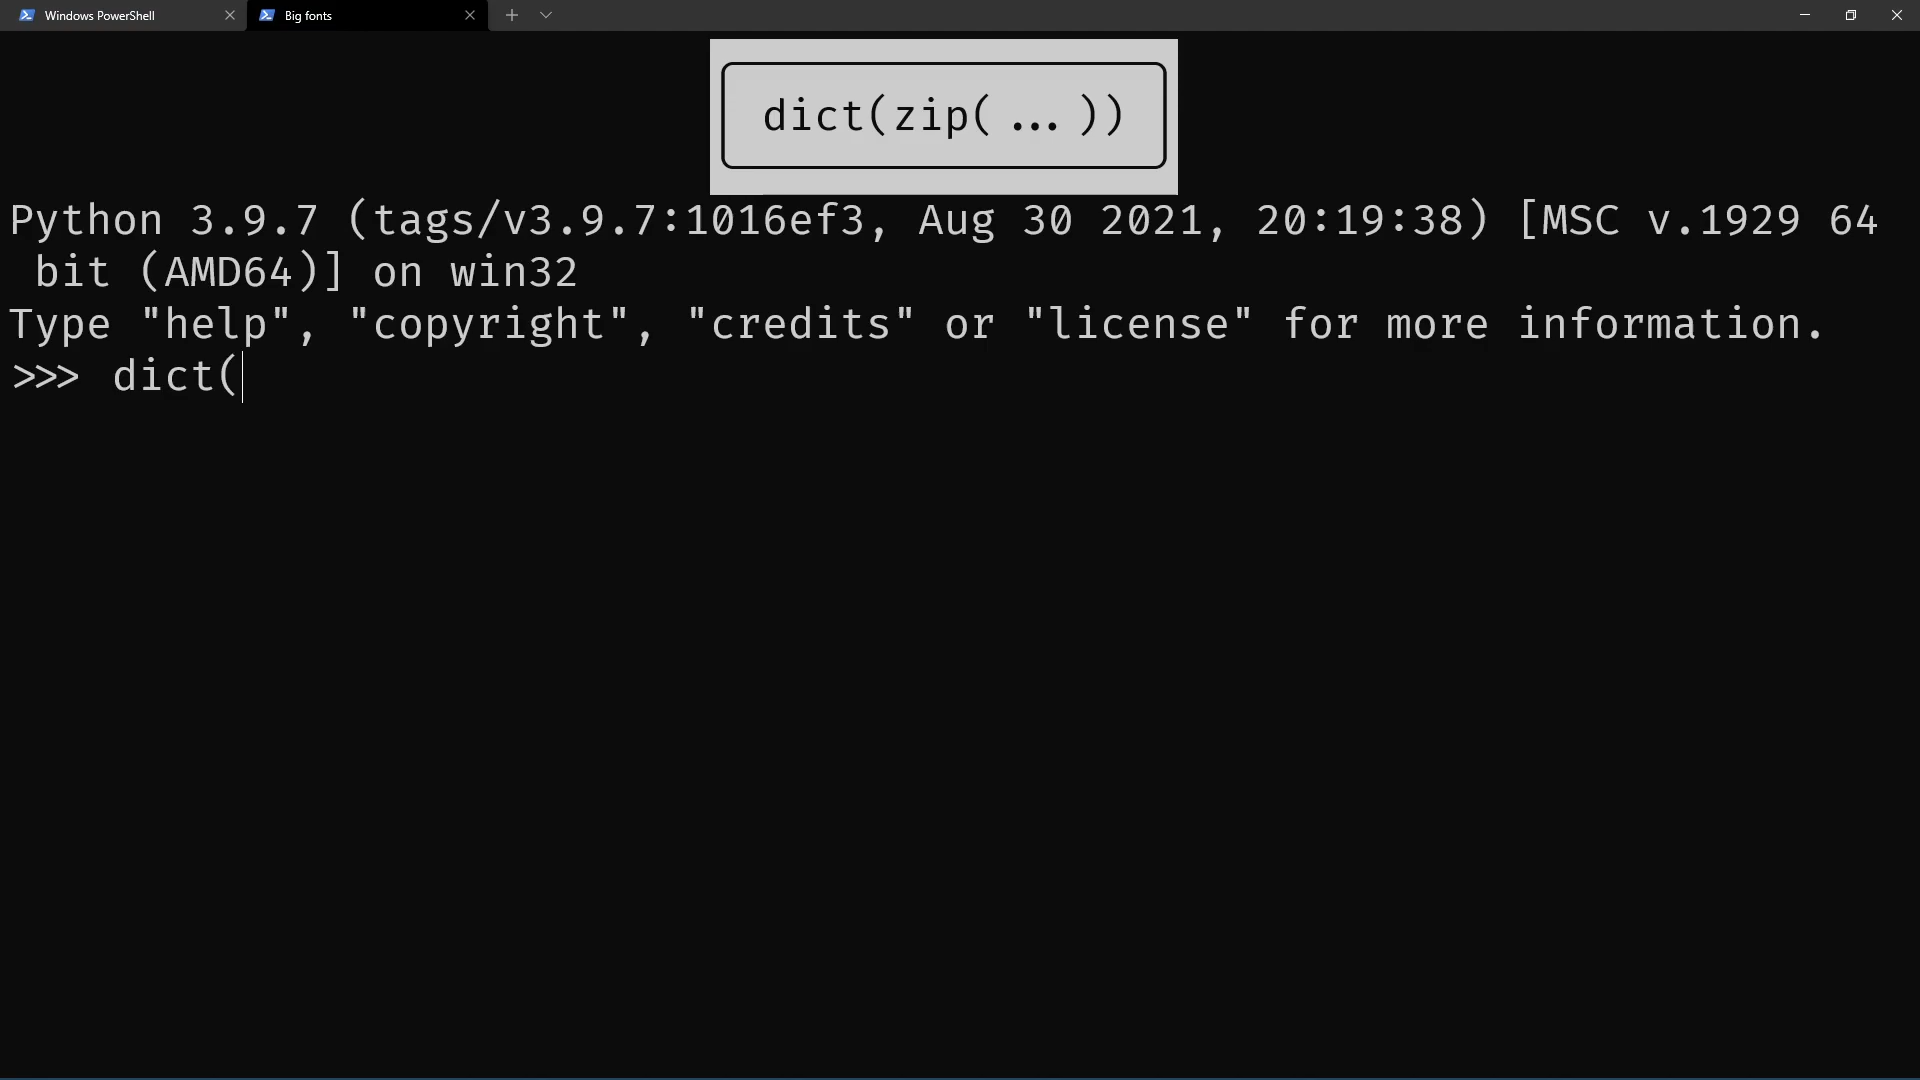 Windows PowerShell
Big fonts
dict(zip(...))
Python 3.9.7 (tags/v3.9.7:1016ef3, Aug 30 2021, 20:19:38) [MSC v.1929 64
 bit (AMD64)] on win32
Type "help", "copyright", "credits" or "license" for more information.
>>> dict(